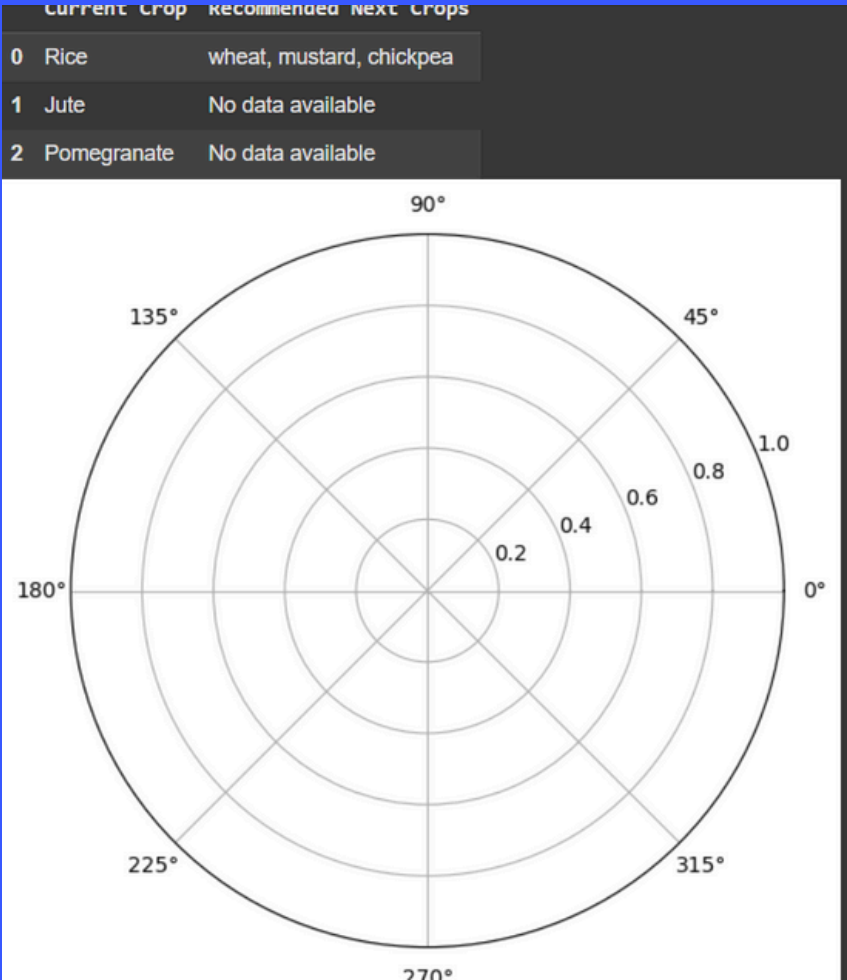 Current Crop Recommended Next Crops
0 Rice wheat, mustard, chickpea
1 Jute No data available
2 Pomegranate No data available
90°
135° 45°
1.0
0.8
0.6
0.4
0.2
180° 0°
225° 315°
270°